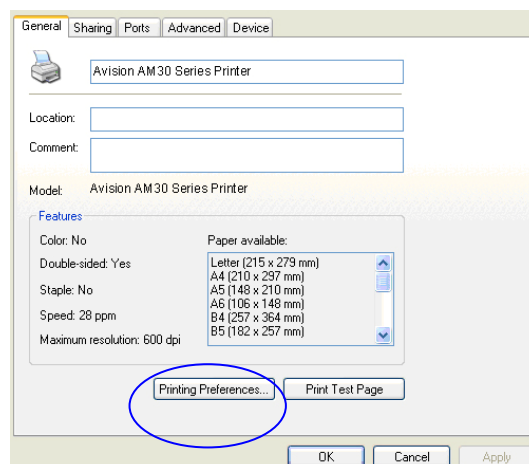 General Sharing Ports Advanced Device
Avision AM30 Series Printer
Location:
Comment:
Model: Avision AM30 Series Printer
Features
Color: No
Double-sided: Yes
Staple: No
Speed: 28 ppm
Maximum resolution: 600 dpi
Paper available:
Letter (215 x 279 mm)
A4 (210 x 297 mm)
A5 (148 x 210 mm)
A6 (106 x 148 mm)
B4 (257 x 364 mm)
B5 (182 x 257 mm)
Printing Preferences... Print Test Page
OK Cancel Apply